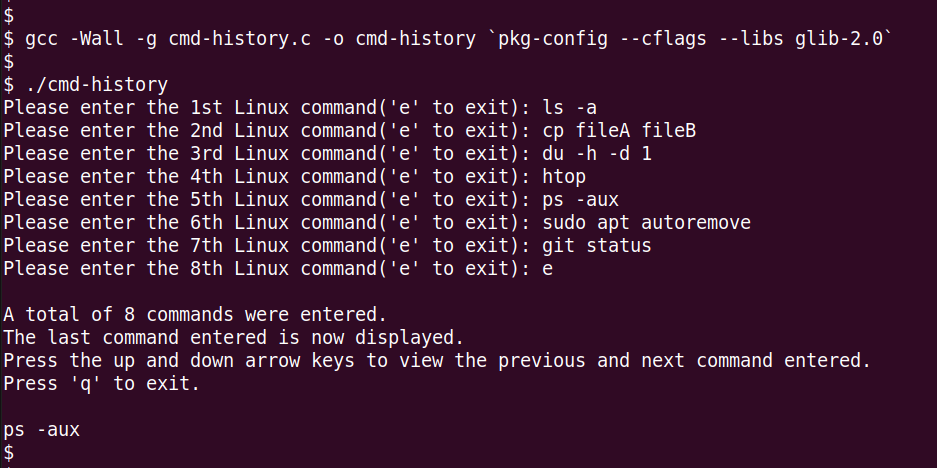 $
$ gcc -Wall -g cmd-history.c -o cmd-history `pkg-config --cflags --libs glib-2.0`
$
$ ./cmd-history
Please enter the 1st Linux command('e' to exit): ls -a
Please enter the 2nd Linux command('e' to exit): cp fileA fileB
Please enter the 3rd Linux command('e' to exit): du -h -d 1
Please enter the 4th Linux command('e' to exit): htop
Please enter the 5th Linux command('e' to exit): ps -aux
Please enter the 6th Linux command('e' to exit): sudo apt autoremove
Please enter the 7th Linux command('e' to exit): git status
Please enter the 8th Linux command('e' to exit): e
A total of 8 commands were entered.
The last command entered is now displayed.
Press the up and down arrow keys to view the previous and next command entered.
Press 'q' to exit.
ps -aux
$